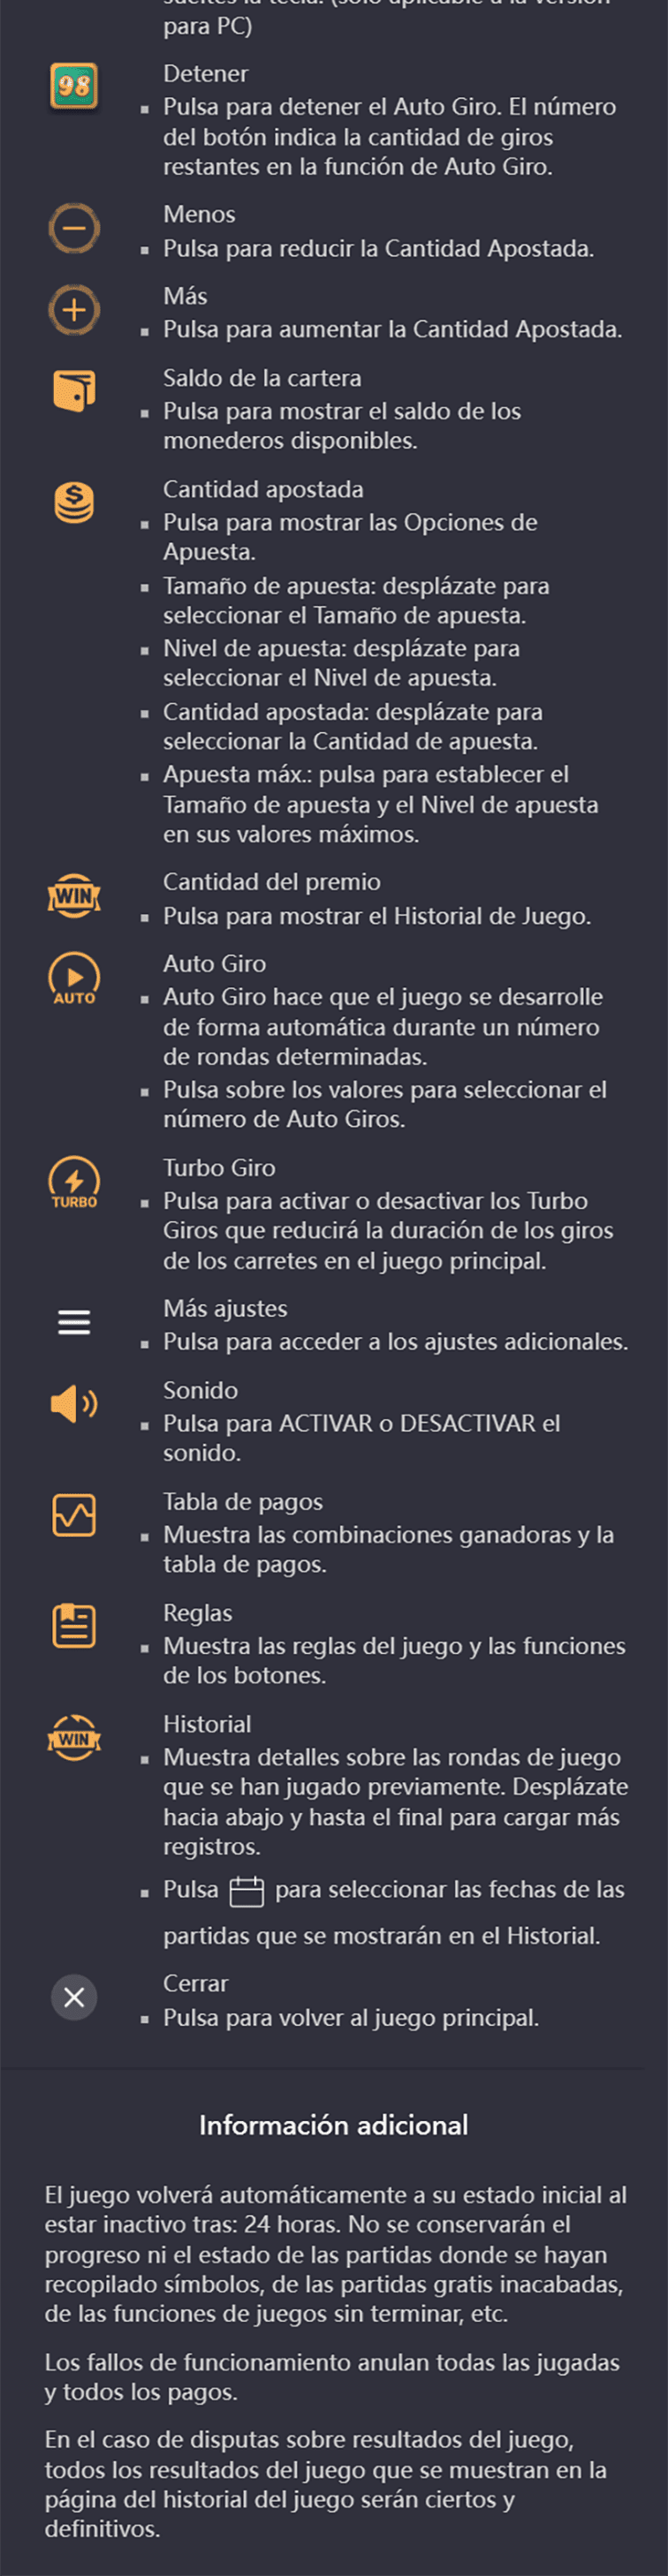 para PC)
98
Detener
▪ Pulsa para detener el Auto Giro. El número
del botón indica la cantidad de giros
restantes en la función de Auto Giro.
Menos
▪ Pulsa para reducir la Cantidad Apostada.
Más
▪ Pulsa para aumentar la Cantidad Apostada.
Saldo de la cartera
▪ Pulsa para mostrar el saldo de los
monederos disponibles.
Cantidad apostada
▪ Pulsa para mostrar las Opciones de
Apuesta.
▪ Tamaño de apuesta: desplázate para
seleccionar el Tamaño de apuesta.
▪ Nivel de apuesta: desplázate para
seleccionar el Nivel de apuesta.
▪ Cantidad apostada: desplázate para
seleccionar la Cantidad de apuesta.
▪ Apuesta máx.: pulsa para establecer el
Tamaño de apuesta y el Nivel de apuesta
en sus valores máximos.
WIN
Cantidad del premio
▪ Pulsa para mostrar el Historial de Juego.
AUTO
Auto Giro
▪ Auto Giro hace que el juego se desarrolle
de forma automática durante un número
de rondas determinadas.
▪ Pulsa sobre los valores para seleccionar el
número de Auto Giros.
TURBO
Turbo Giro
▪ Pulsa para activar o desactivar los Turbo
Giros que reducirá la duración de los giros
de los carretes en el juego principal.
Más ajustes
▪ Pulsa para acceder a los ajustes adicionales.
Sonido
▪ Pulsa para ACTIVAR o DESACTIVAR el
sonido.
Tabla de pagos
▪ Muestra las combinaciones ganadoras y la
tabla de pagos.
Reglas
▪ Muestra las reglas del juego y las funciones
de los botones.
WIN
Historial
▪ Muestra detalles sobre las rondas de juego
que se han jugado previamente. Desplázate
hacia abajo y hasta el final para cargar más
registros.
▪ Pulsa para seleccionar las fechas de las
partidas que se mostrarán en el Historial.
Cerrar
▪ Pulsa para volver al juego principal.
Información adicional
El juego volverá automáticamente a su estado inicial al
estar inactivo tras: 24 horas. No se conservarán el
progreso ni el estado de las partidas donde se hayan
recopilado símbolos, de las partidas gratis inacabadas,
de las funciones de juegos sin terminar, etc.
Los fallos de funcionamiento anulan todas las jugadas
y todos los pagos.
En el caso de disputas sobre resultados del juego,
todos los resultados del juego que se muestran en la
página del historial del juego serán ciertos y
definitivos.